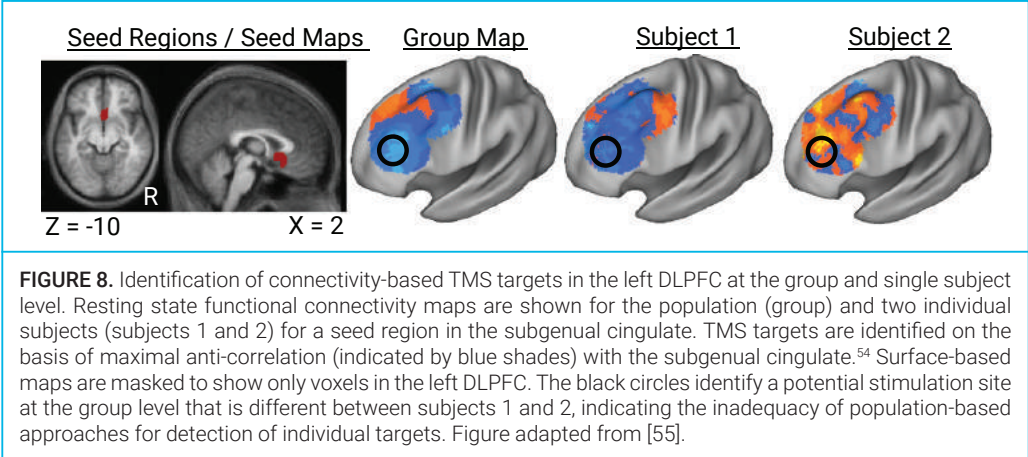 Seed Regions / Seed Maps Group Map Subject 1 Subject 2
R
Z = -10 X = 2
FIGURE 8. Identification of connectivity-based TMS targets in the left DLPFC at the group and single subject
level. Resting state functional connectivity maps are shown for the population (group) and two individual
subjects (subjects 1 and 2) for a seed region in the subgenual cingulate. TMS targets are identified on the
basis of maximal anti-correlation (indicated by blue shades) with the subgenual cingulate.⁵⁴ Surface-based
maps are masked to show only voxels in the left DLPFC. The black circles identify a potential stimulation site
at the group level that is different between subjects 1 and 2, indicating the inadequacy of population-based
approaches for detection of individual targets. Figure adapted from [55].